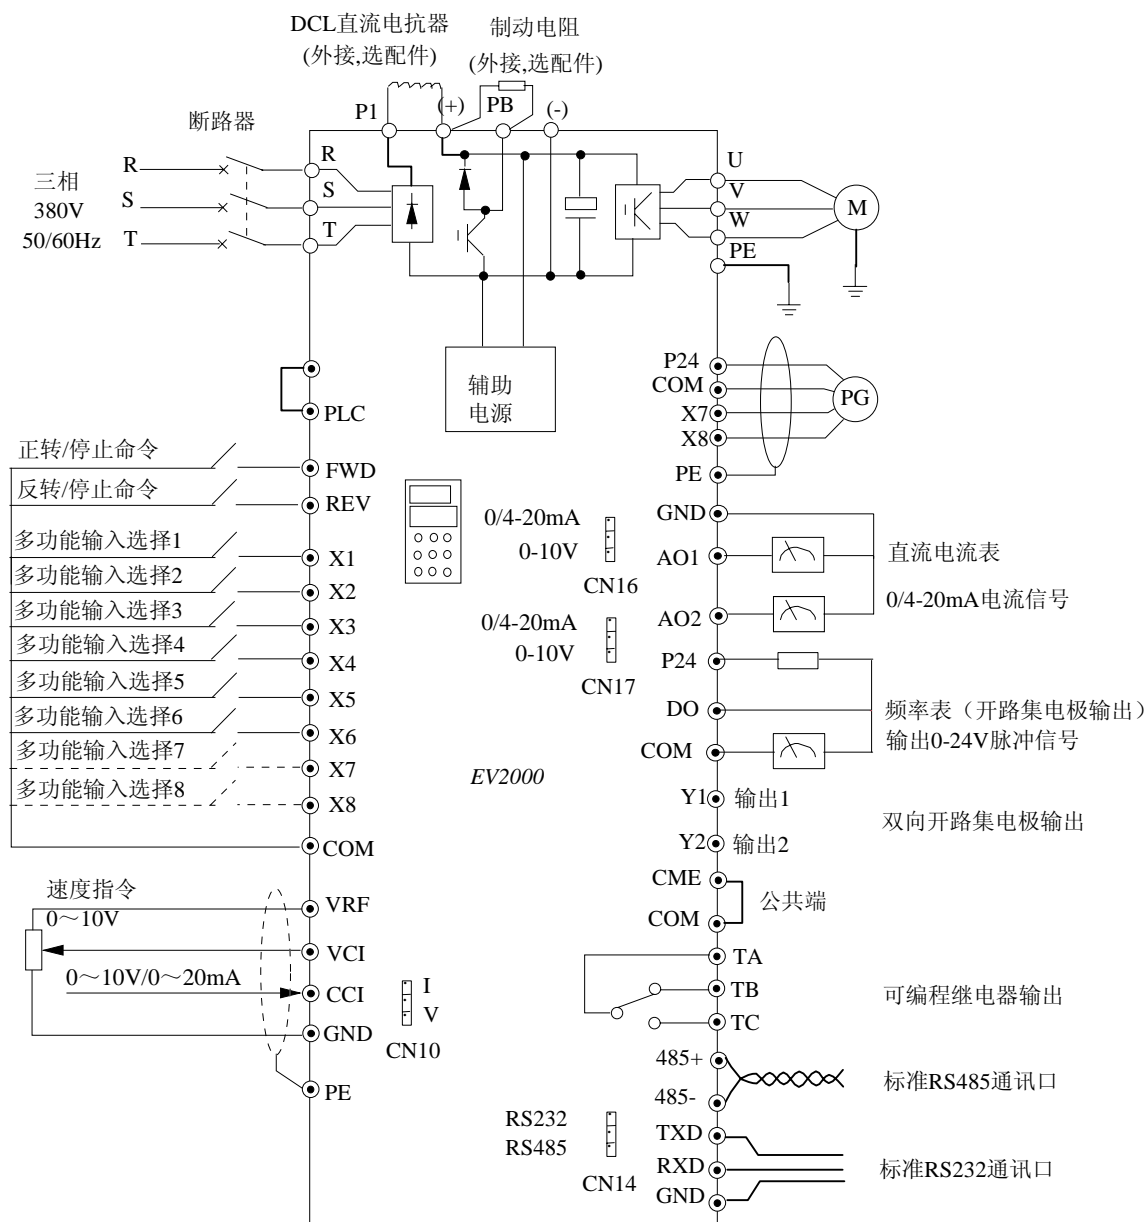 DCL直流电抗器
(外接,选配件)
制动电阻
(外接,选配件)
P1
(+)
PB
(-)
断路器
三相
380V
50/60Hz
R
S
T
R
S
T
U
V
W
PE
M
辅助
电源
PLC
P24
COM
X7
X8
PE
PG
正转/停止命令
FWD
反转/停止命令
REV
多功能输入选择1
X1
多功能输入选择2
X2
多功能输入选择3
X3
多功能输入选择4
X4
多功能输入选择5
X5
多功能输入选择6
X6
多功能输入选择7
X7
多功能输入选择8
X8
COM
0/4-20mA
0-10V
CN16
0/4-20mA
0-10V
CN17
EV2000
GND
AO1
AO2
直流电流表
0/4-20mA电流信号
P24
DO
COM
频率表（开路集电极输出）
输出0-24V脉冲信号
Y1
输出1
Y2
输出2
双向开路集电极输出
CME
COM
公共端
速度指令
0～10V
VRF
VCI
0～10V/0～20mA
CCI
GND
PE
I
V
CN10
TA
TB
TC
可编程继电器输出
485+
485-
标准RS485通讯口
RS232
RS485
CN14
TXD
RXD
GND
标准RS232通讯口